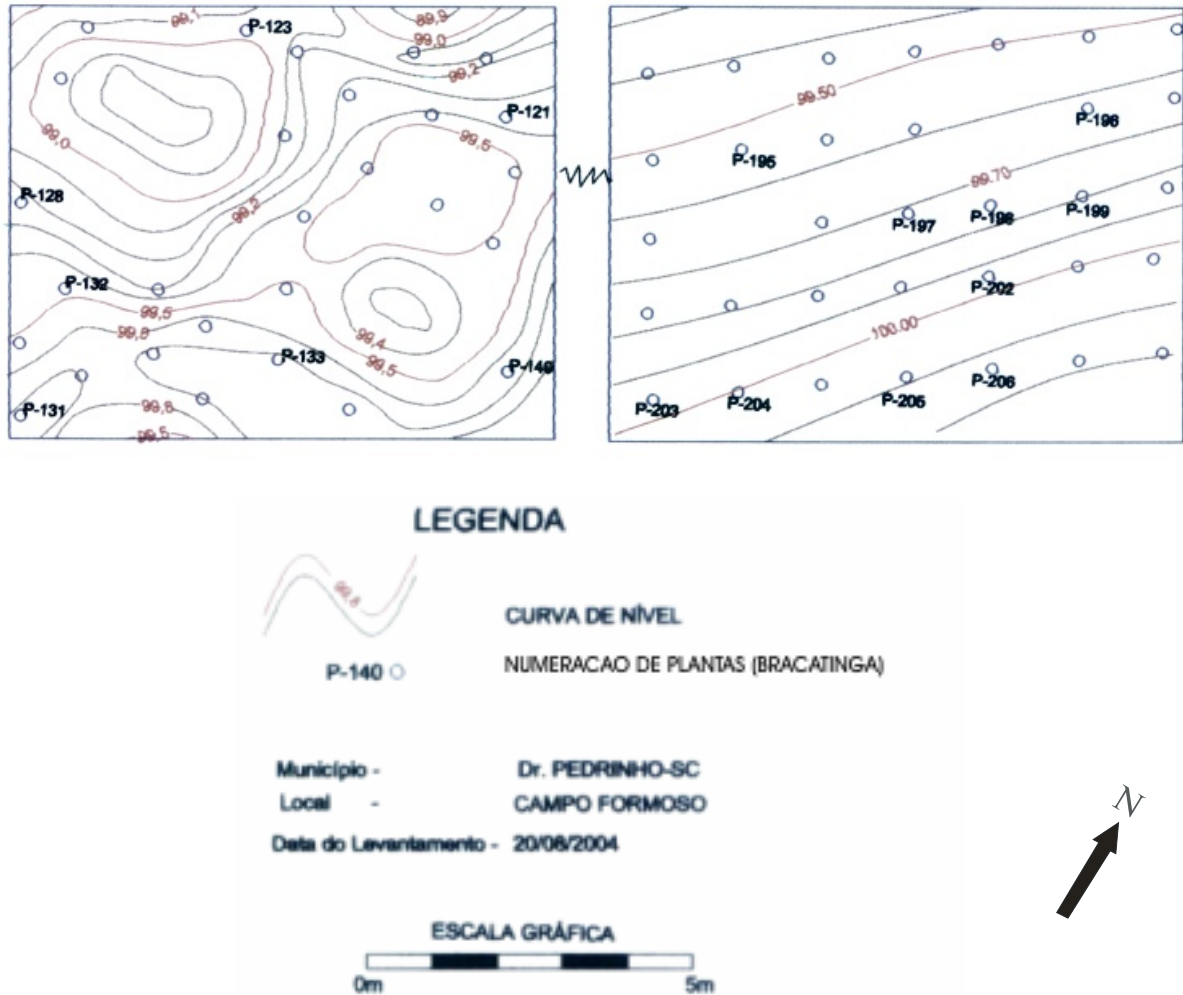 99,1
99,9
P-123
99,0
99,2
P-121
99,0
99,5
P-128
99,2
P-132
99,5
99,8
99,4
P-133
99,5
P-140
P-131
99,8
99,5
99.50
P-195
P-196
99.70
P-197
P-198
P-199
P-202
100.00
P-203
P-204
P-205
P-206
LEGENDA
99,8
CURVA DE NÍVEL
P-140
NUMERACAO DE PLANTAS (BRACATINGA)
Município - Dr. PEDRINHO-SC
Local - CAMPO FORMOSO
Data do Levantamento - 20/08/2004
N
ESCALA GRÁFICA
0m 5m